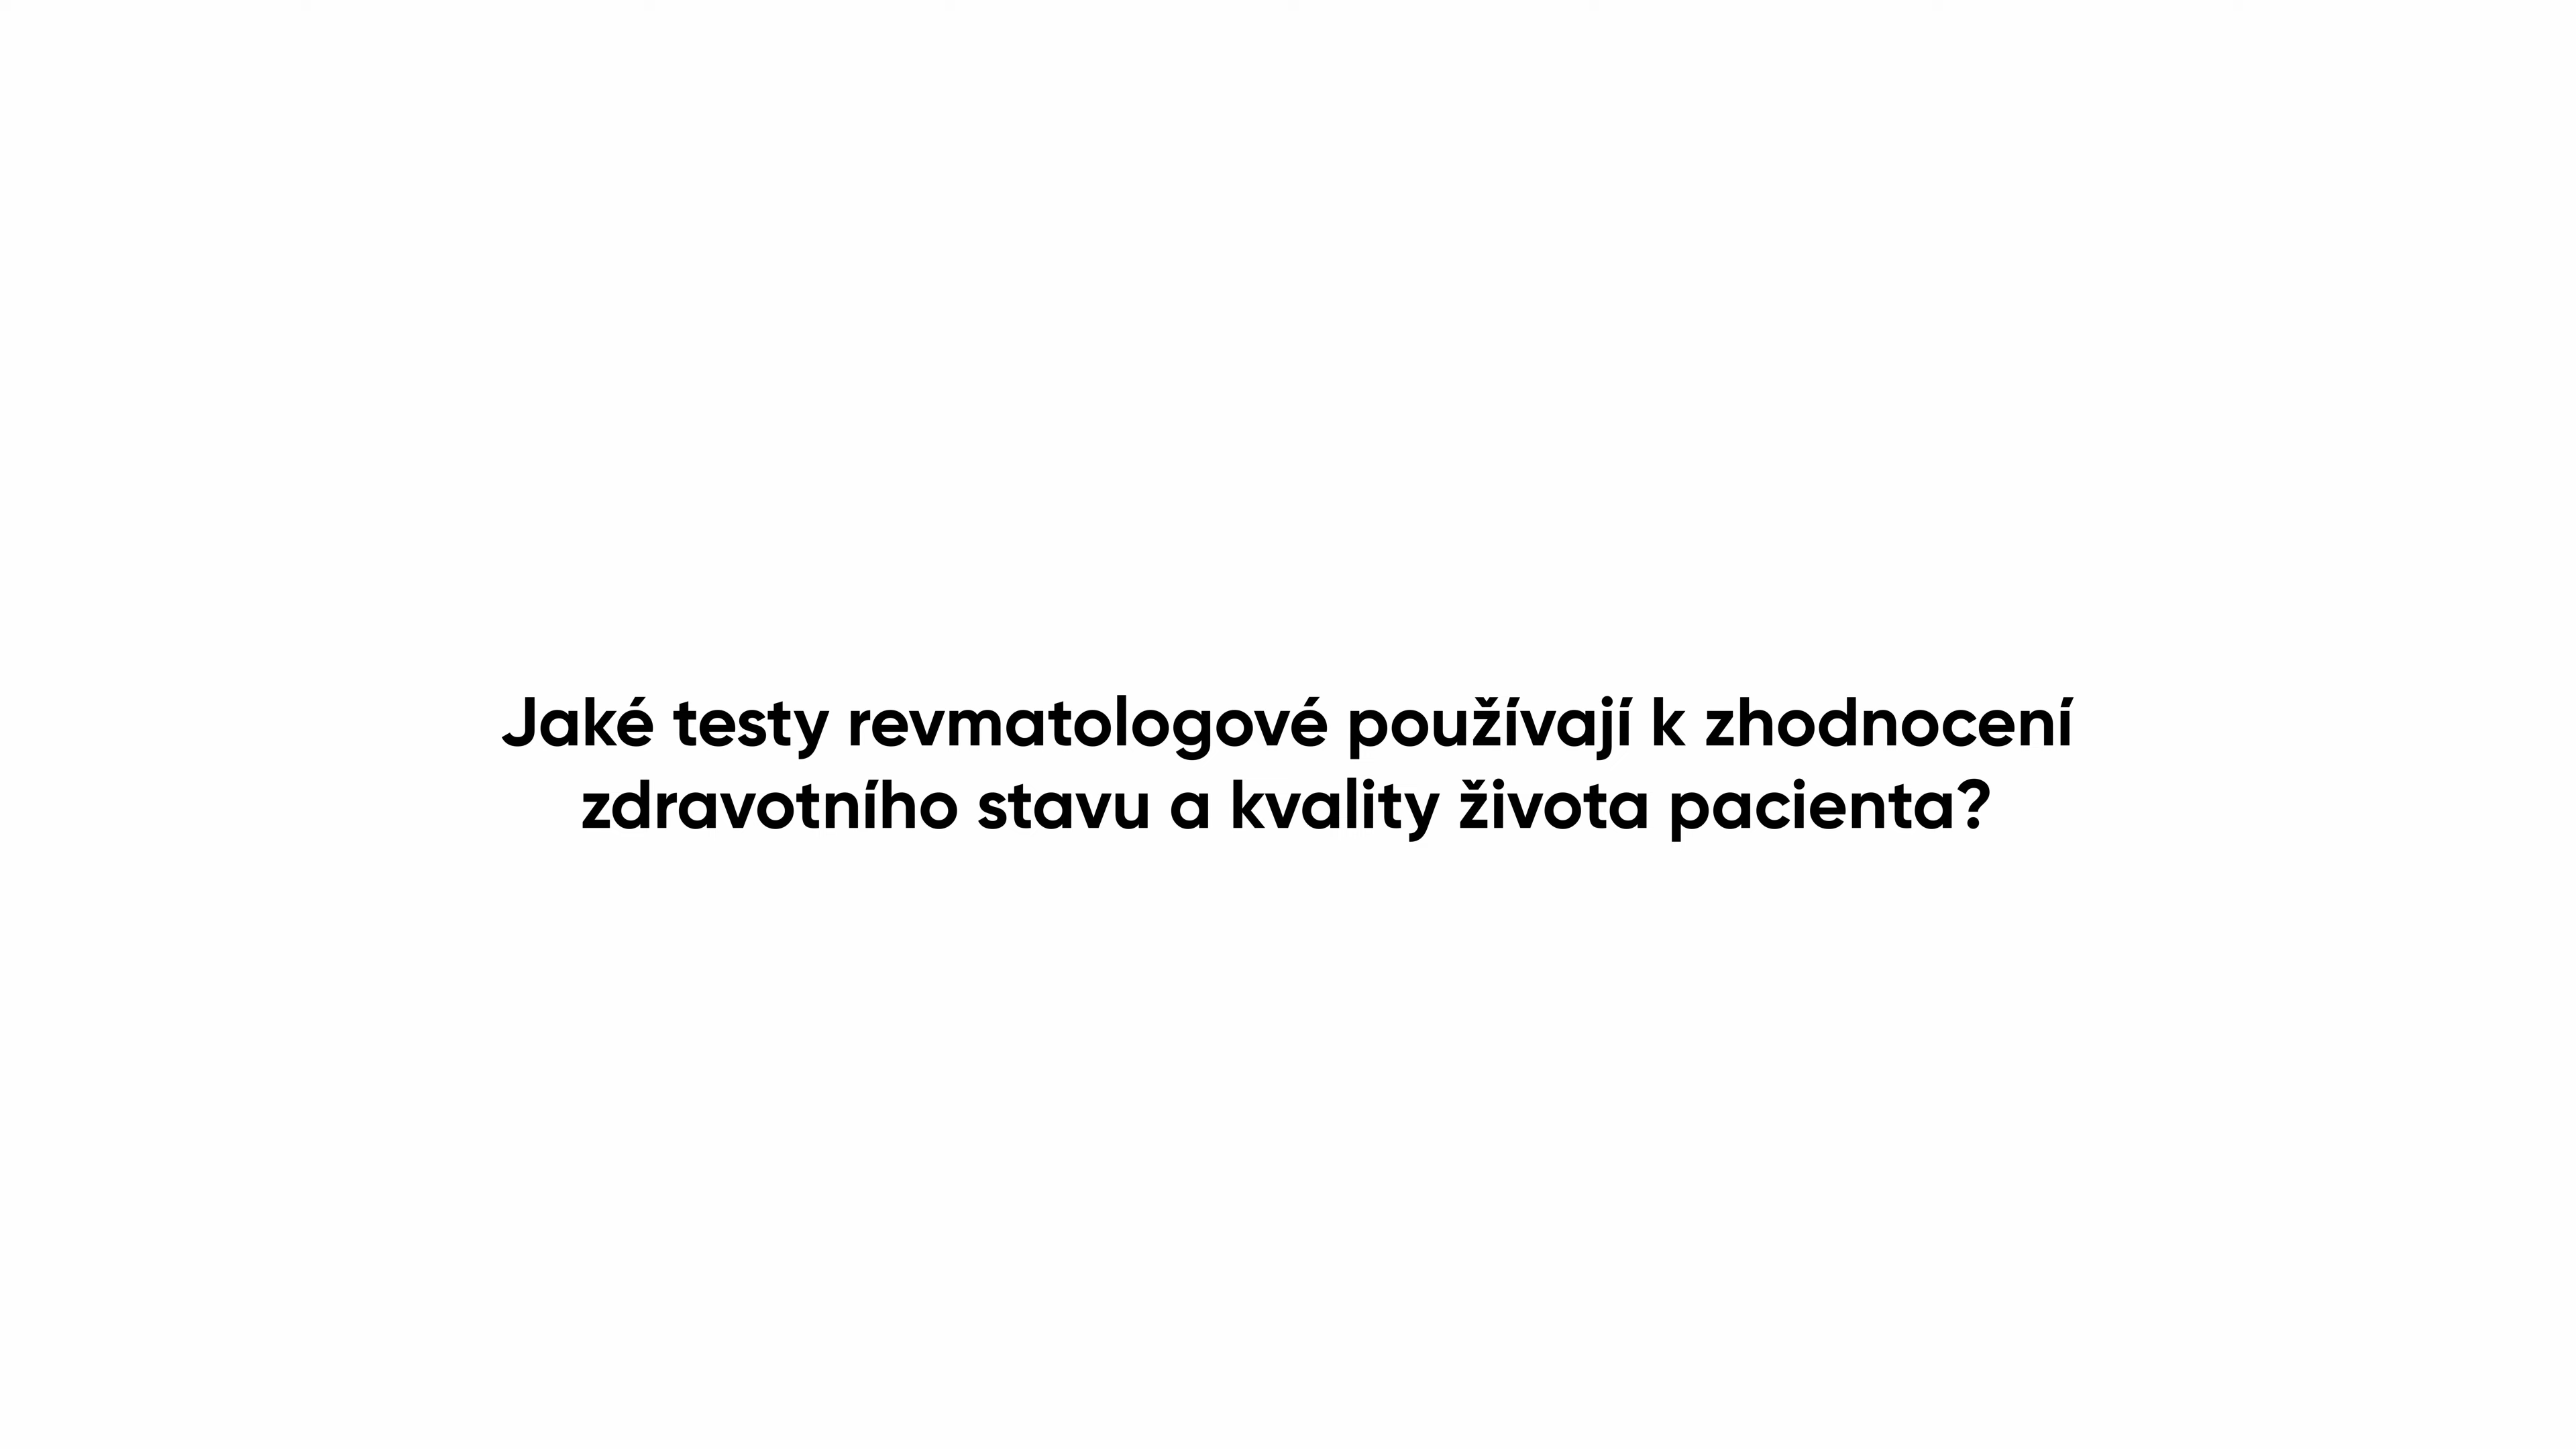 Jaké testy revmatologové používají k zhodnocení
zdravotního stavu a kvality života pacienta?